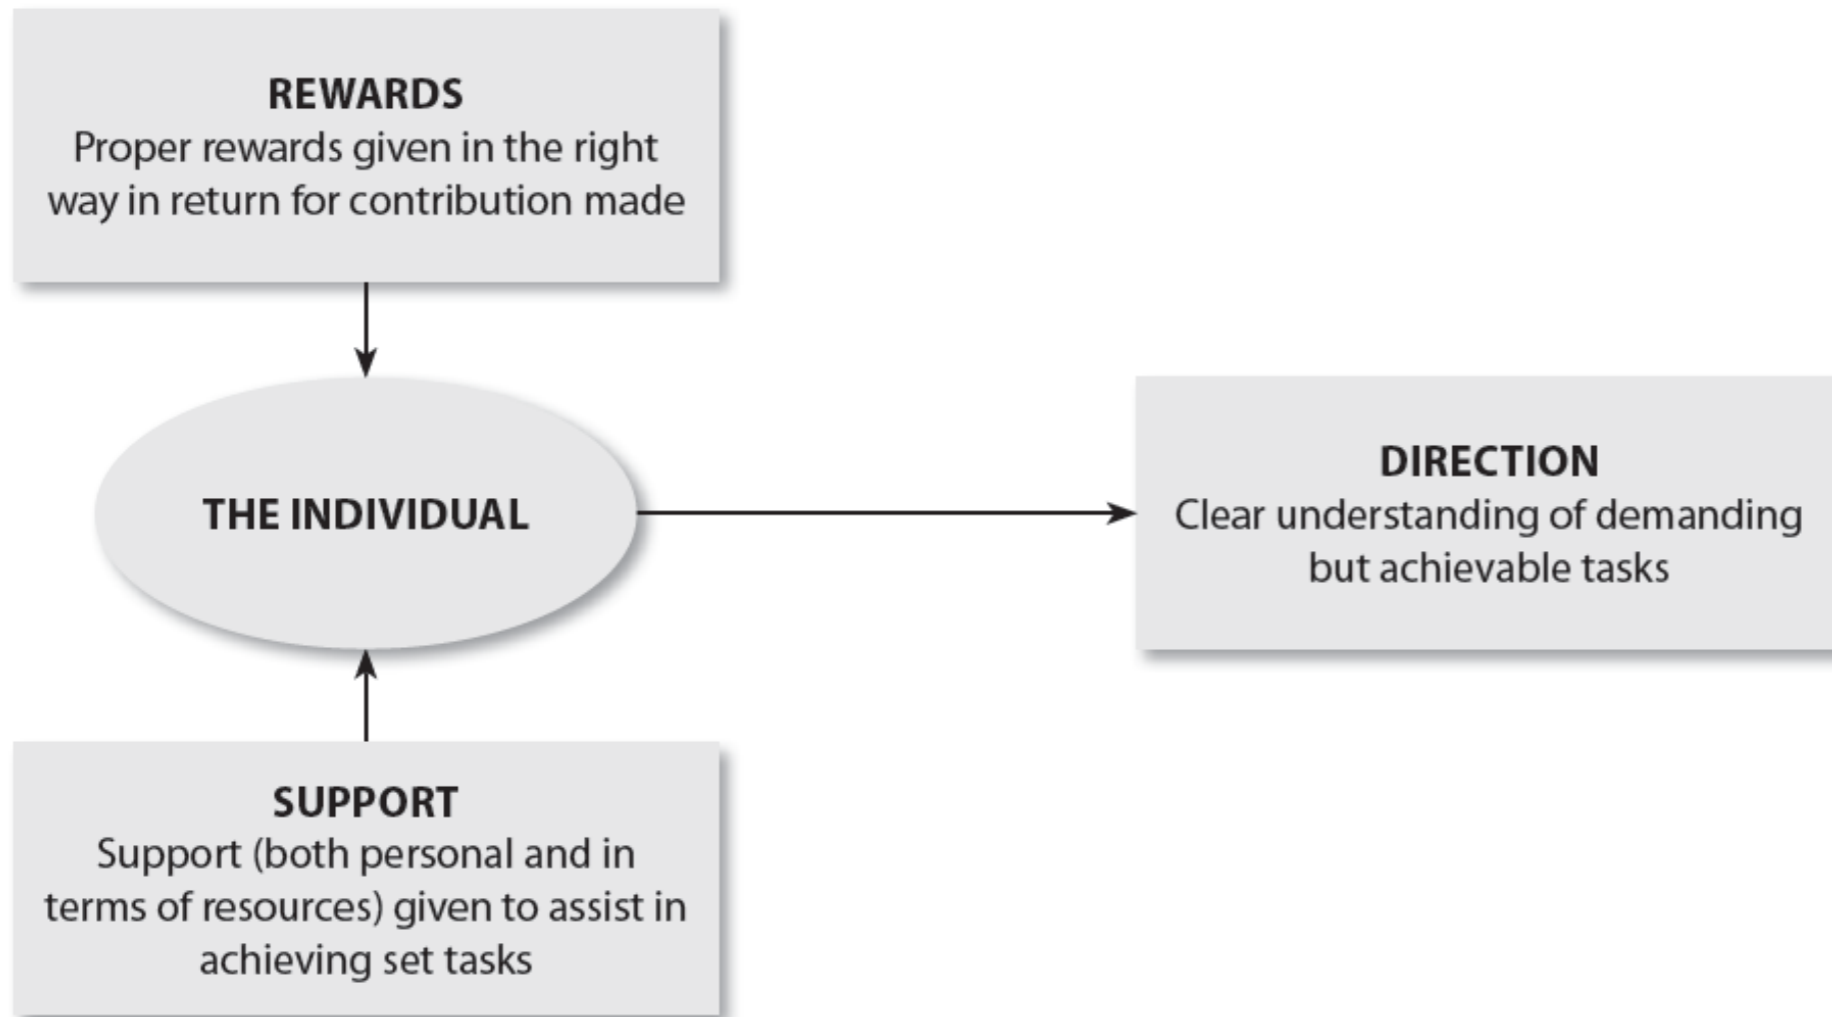 REWARDS
Proper rewards given in the right
way in return for contribution made
THE INDIVIDUAL
DIRECTION
Clear understanding of demanding
but achievable tasks
SUPPORT
Support (both personal and in
terms of resources) given to assist in
achieving set tasks